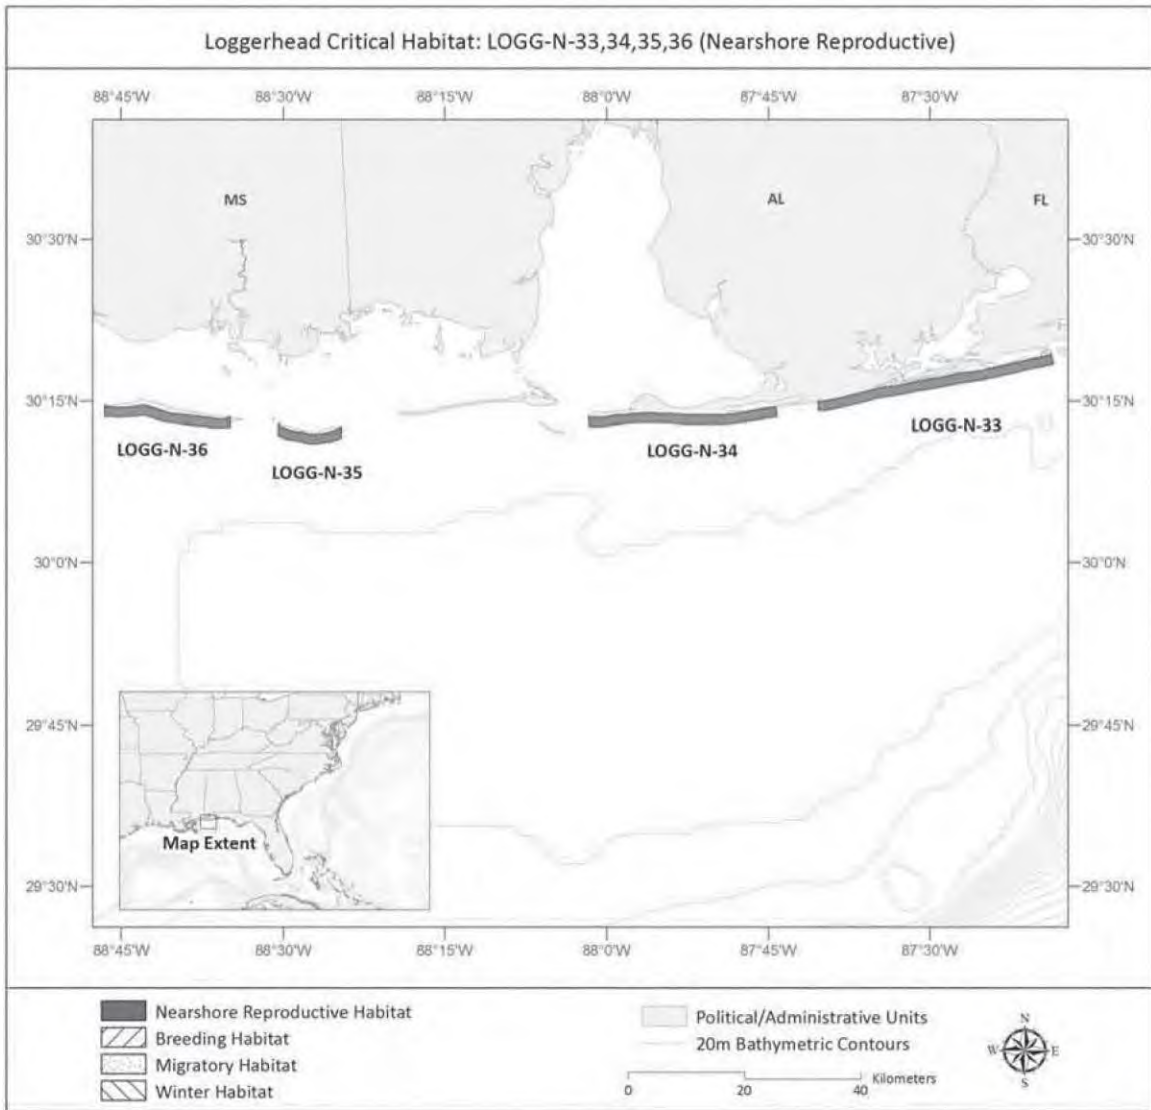 Loggerhead Critical Habitat: LOGG-N-33,34,35,36 (Nearshore Reproductive)
88°45'W 88°30'W 88°15'W 88°0'W 87°45'W 87°30'W
MS AL FL
30°30'N 30°30'N
30°15'N 30°15'N
LOGG-N-33
LOGG-N-36 LOGG-N-34
LOGG-N-35
30°0'N 30°0'N
29°45'N 29°45'N
Map Extent
29°30'N 29°30'N
88°45'W 88°30'W 88°15'W 88°0'W 87°45'W 87°30'W
Nearshore Reproductive Habitat
Breeding Habitat
Migratory Habitat
Winter Habitat
Political/Administrative Units
20m Bathymetric Contours
Kilometers
0 20 40
N
W E
S